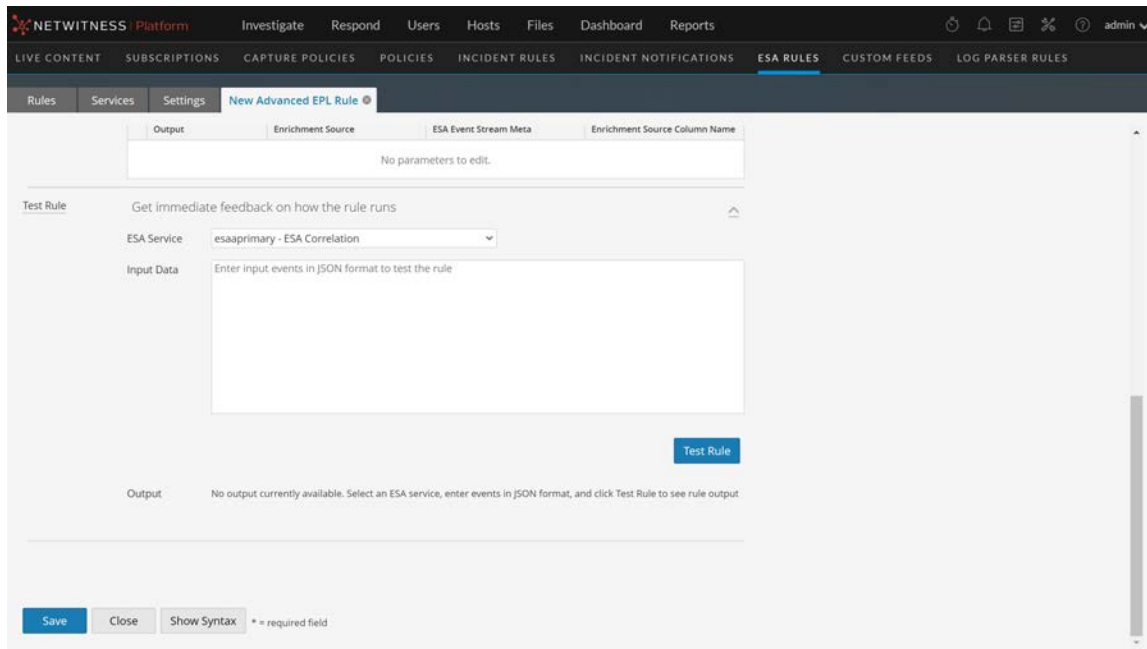 NETWITNESS Platform Investigate Respond Users Hosts Files Dashboard Reports admin
LIVE CONTENT SUBSCRIPTIONS CAPTURE POLICIES POLICIES INCIDENT RULES INCIDENT NOTIFICATIONS ESA RULES CUSTOM FEEDS LOG PARSER RULES
Rules Services Settings New Advanced EPL Rule
Output Enrichment Source ESA Event Stream Meta Enrichment Source Column Name
No parameters to edit.
Test Rule Get immediate feedback on how the rule runs
ESA Service esaaprimary - ESA Correlation
Input Data Enter input events in JSON format to test the rule
Test Rule
Output No output currently available. Select an ESA service, enter events in JSON format, and click Test Rule to see rule output
Save Close Show Syntax * = required field